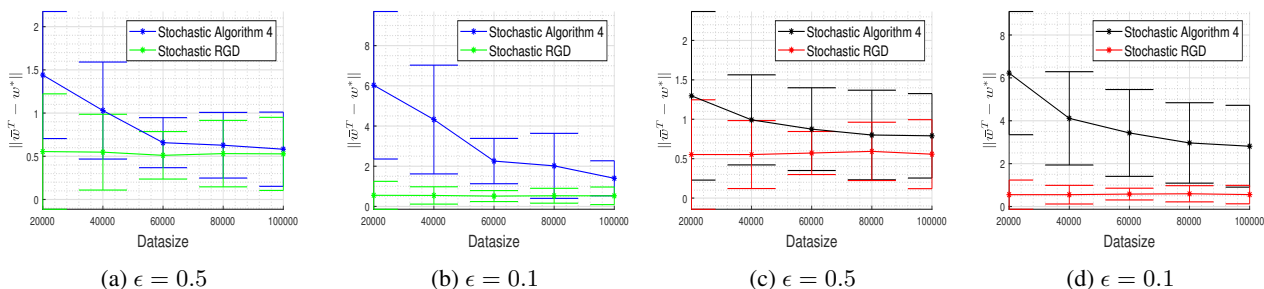 Stochastic Algorithm 4
Stochastic RGD
2
1.5
1
0.5
0
||w̄^T − w*||
20000 40000 60000 80000 100000
Datasize
(a) ϵ = 0.5
Stochastic Algorithm 4
Stochastic RGD
8
6
4
2
0
||w̄^T − w*||
20000 40000 60000 80000 100000
Datasize
(b) ϵ = 0.1
Stochastic Algorithm 4
Stochastic RGD
2
1.5
1
0.5
0
||w̄^T − w*||
20000 40000 60000 80000 100000
Datasize
(c) ϵ = 0.5
Stochastic Algorithm 4
Stochastic RGD
8
6
4
2
0
||w̄^T − w*||
20000 40000 60000 80000 100000
Datasize
(d) ϵ = 0.1